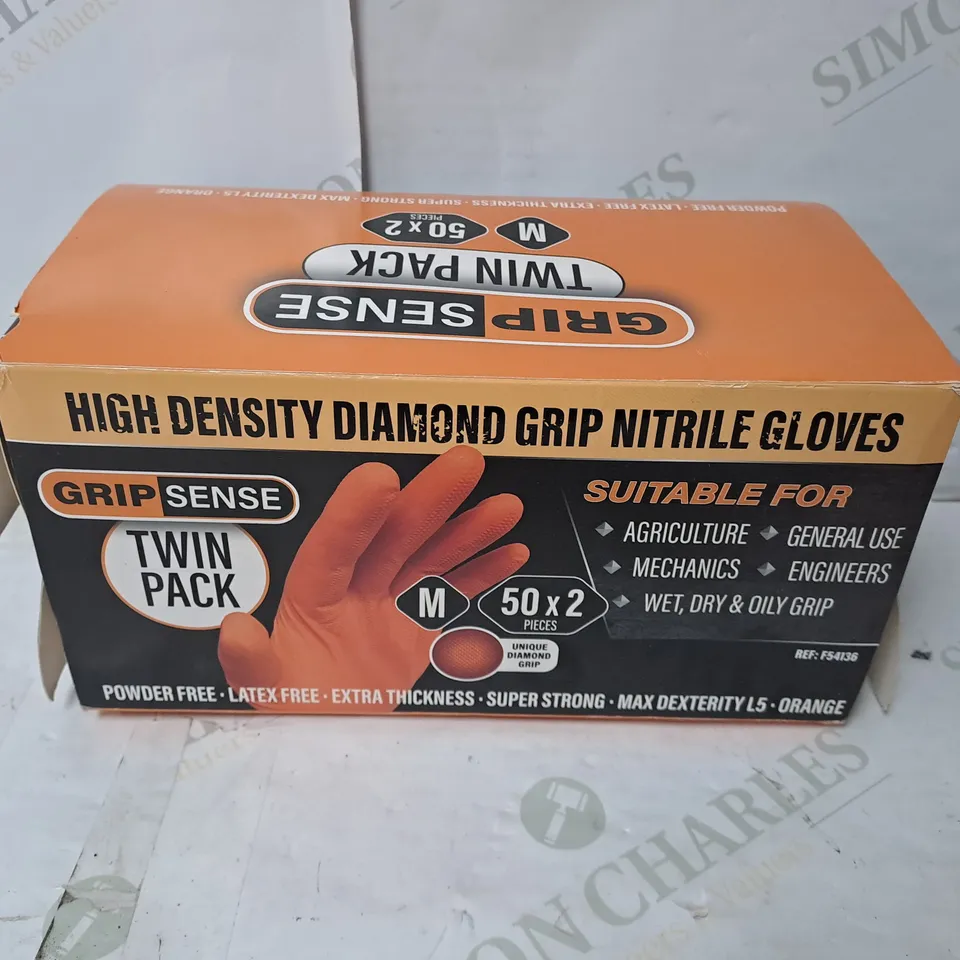 POWDER FREE · LATEX FREE · EXTRA THICKNESS · SUPER STRONG · MAX DEXTERITY L5 · ORANGE
M 50 x 2
PIECES
TWIN PACK
GRIP SENSE
HIGH DENSITY DIAMOND GRIP NITRILE GLOVES
GRIP SENSE
TWIN
PACK
SUITABLE FOR
AGRICULTURE GENERAL USE
MECHANICS ENGINEERS
WET, DRY & OILY GRIP
M
50 x 2
PIECES
UNIQUE
DIAMOND
GRIP
REF: F54136
POWDER FREE · LATEX FREE · EXTRA THICKNESS · SUPER STRONG · MAX DEXTERITY L5 · ORANGE
SIMO
& Valuers
ON CHARLES